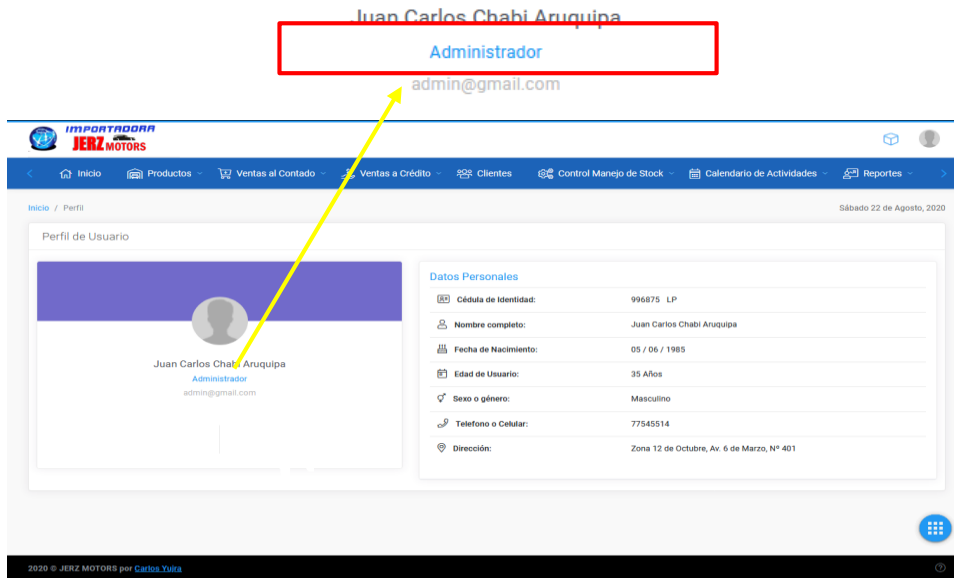 Juan Carlos Chabi Aruquipa
Administrador
admin@gmail.com
IMPORTADORA
JERZ MOTORS
Inicio Productos Ventas al Contado Ventas a Crédito Clientes Control Manejo de Stock Calendario de Actividades Reportes
Inicio / Perfil
Sábado 22 de Agosto, 2020
Perfil de Usuario
Juan Carlos Chabi Aruquipa
Administrador
admin@gmail.com
Datos Personales
Cédula de Identidad: 996875 LP
Nombre completo: Juan Carlos Chabi Aruquipa
Fecha de Nacimiento: 05 / 06 / 1985
Edad de Usuario: 35 Años
Sexo o género: Masculino
Telefono o Celular: 77545514
Dirección: Zona 12 de Octubre, Av. 6 de Marzo, Nº 401
2020 © JERZ MOTORS por Carlos Yujra